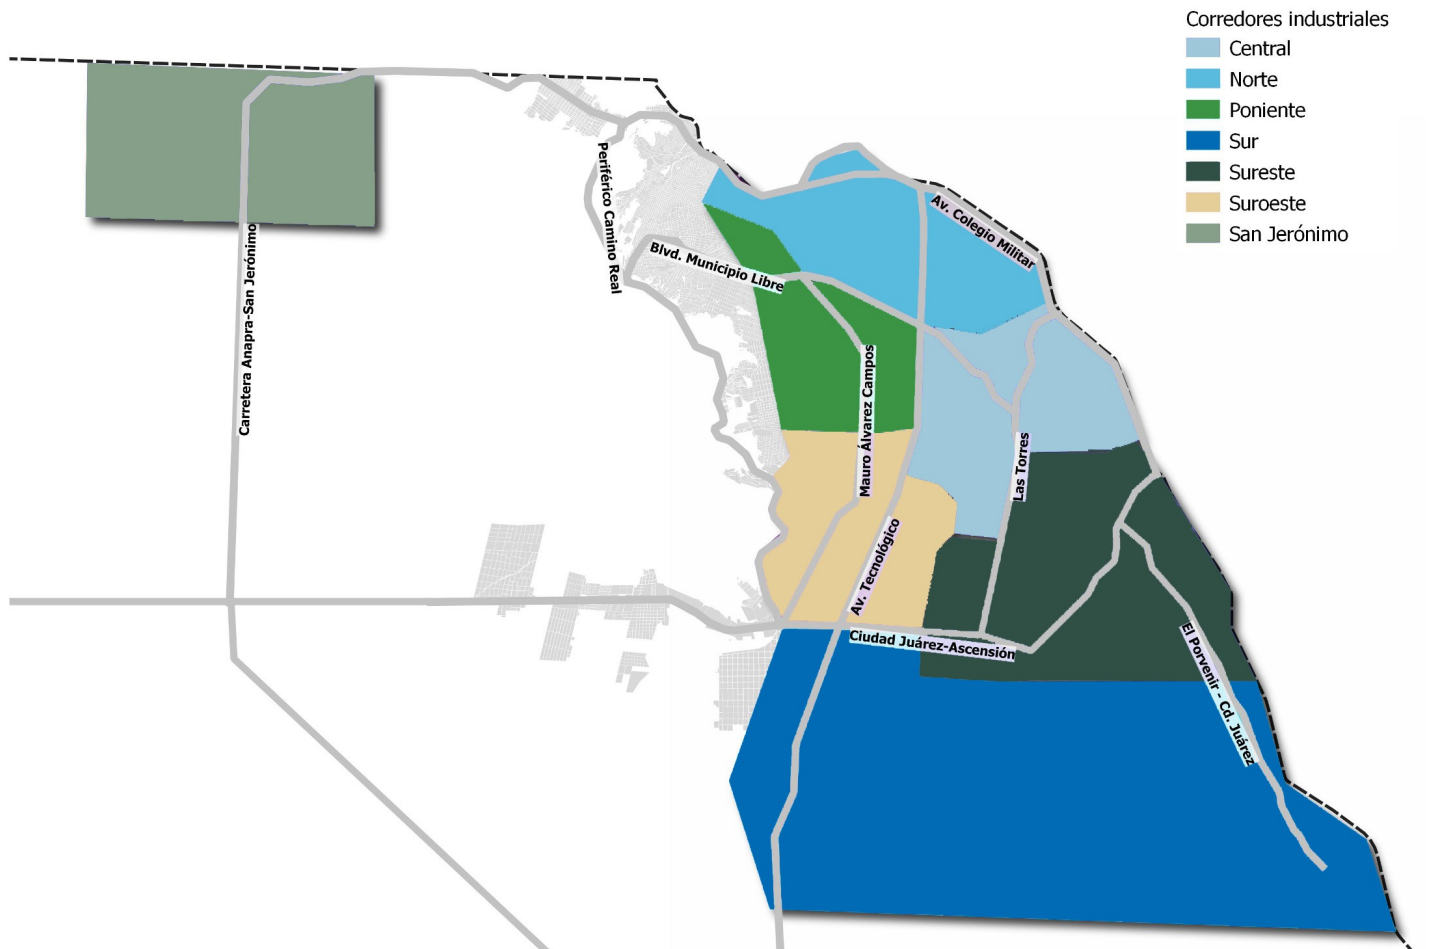 Corredores industriales
Central
Norte
Poniente
Sur
Sureste
Suroeste
San Jerónimo
Periférico Camino Real
Av. Colegio Militar
Blvd. Municipio Libre
Carretera Anapra-San Jerónimo
Mauro Álvarez Campos
Las Torres
Av. Tecnológico
Ciudad Juárez-Ascensión
El Porvenir - Cd. Juárez